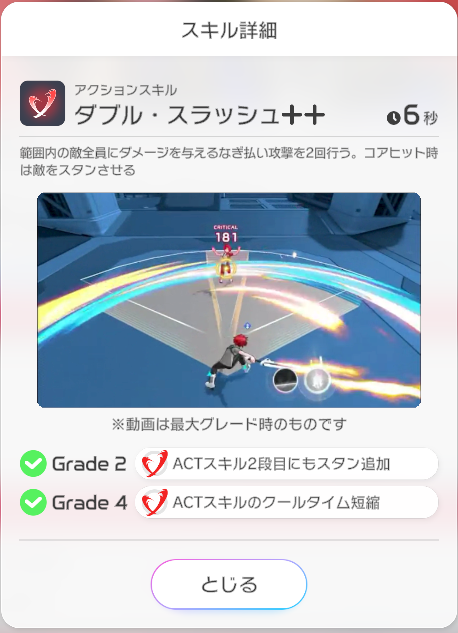 スキル詳細
アクションスキル
ダブル・スラッシュ++
6秒
範囲内の敵全員にダメージを与えるなぎ払い攻撃を2回行う。コアヒット時
は敵をスタンさせる
CRITICAL
181
※動画は最大グレード時のものです
Grade 2 ACTスキル2段目にもスタン追加
Grade 4 ACTスキルのクールタイム短縮
とじる